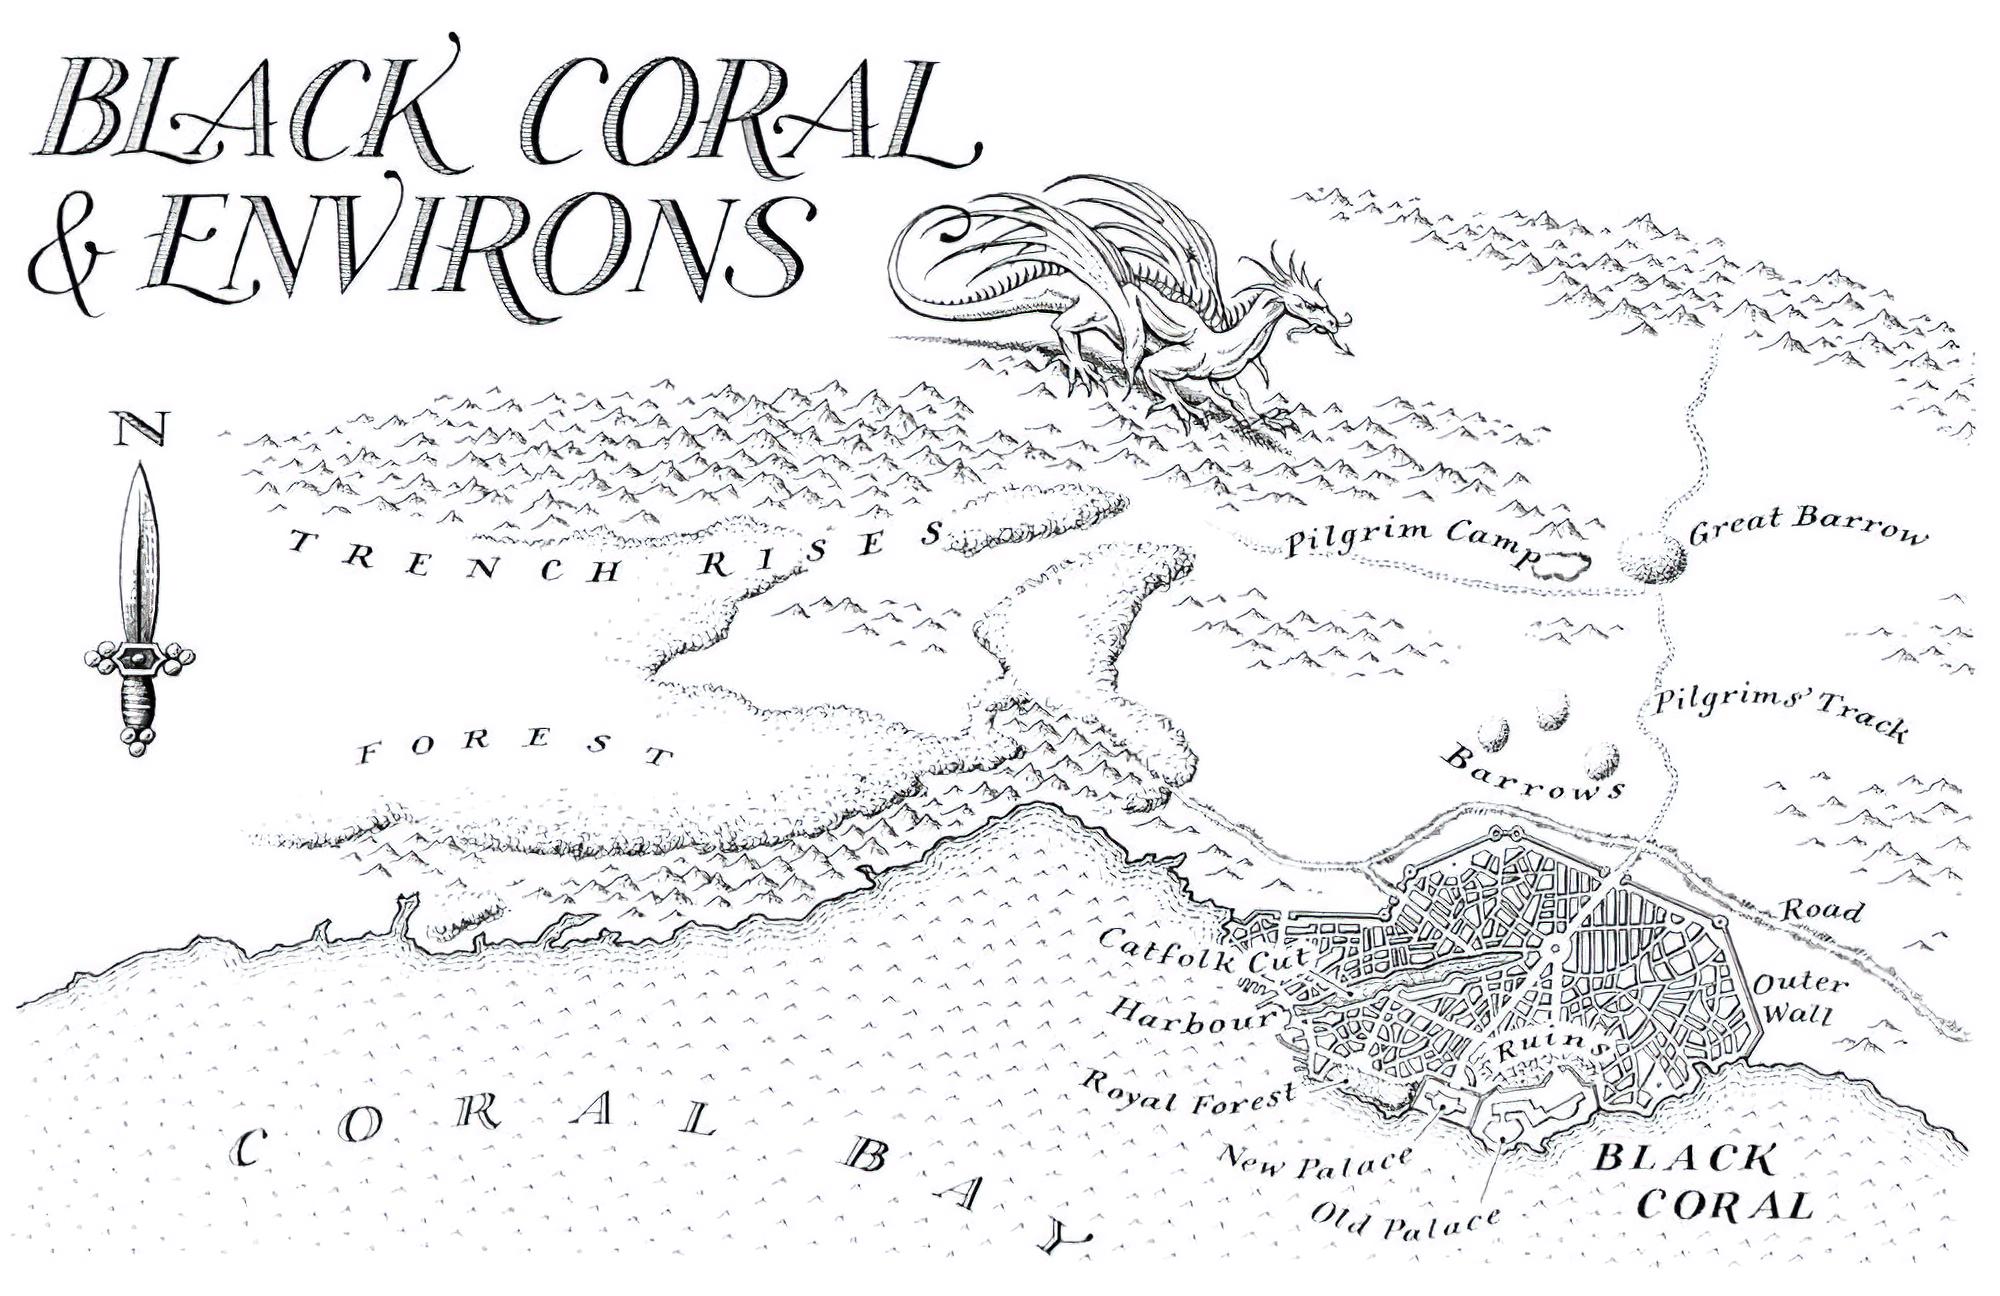 BLACK CORAL
& ENVIRONS
N
TRENCH RISES
Pilgrim Camp
Great Barrow
Pilgrims' Track
FOREST
Barrows
Road
Catfolk Cut
Outer
Wall
Harbour
Ruins
Royal Forest
CORAL BAY
New Palace
Old Palace
BLACK
CORAL